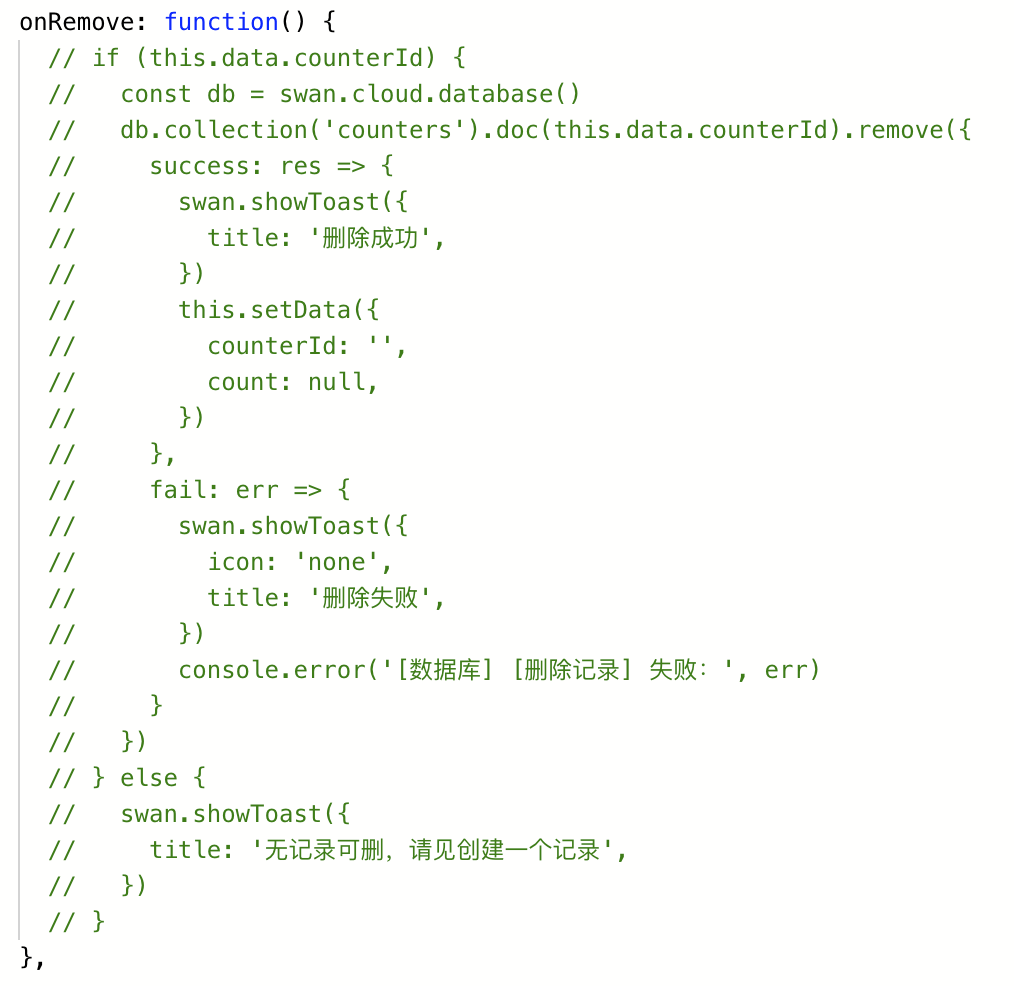 onRemove: function() {
  // if (this.data.counterId) {
  //   const db = swan.cloud.database()
  //   db.collection('counters').doc(this.data.counterId).remove({
  //     success: res => {
  //       swan.showToast({
  //         title: '删除成功',
  //       })
  //       this.setData({
  //         counterId: '',
  //         count: null,
  //       })
  //     },
  //     fail: err => {
  //       swan.showToast({
  //         icon: 'none',
  //         title: '删除失败',
  //       })
  //       console.error('[数据库] [删除记录] 失败：', err)
  //     }
  //   })
  // } else {
  //   swan.showToast({
  //     title: '无记录可删，请见创建一个记录',
  //   })
  // }
},